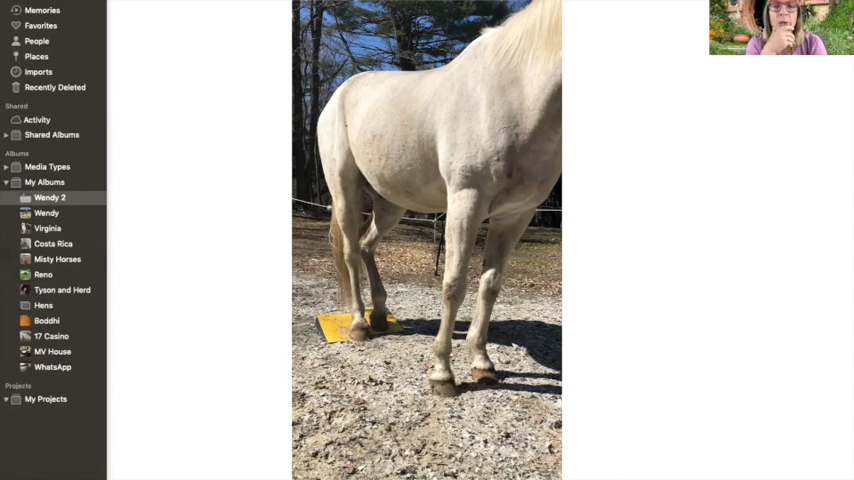 Memories
Favorites
People
Places
Imports
Recently Deleted
Shared
Activity
Shared Albums
Albums
Media Types
My Albums
Wendy 2
Wendy
Virginia
Costa Rica
Misty Horses
Reno
Tyson and Herd
Hens
Boddhi
17 Casino
MV House
WhatsApp
Projects
My Projects